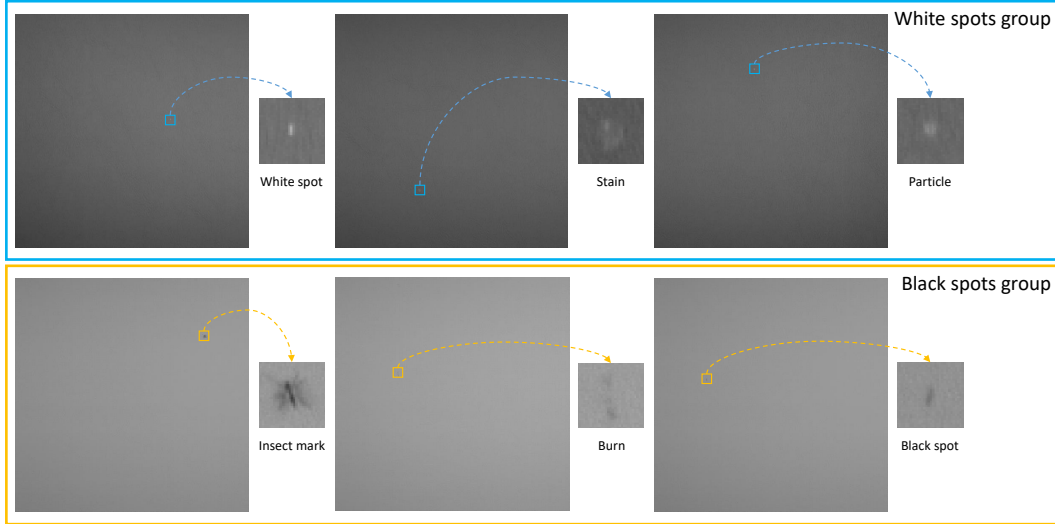 White spots group
White spot
Stain
Particle
Black spots group
Insect mark
Burn
Black spot